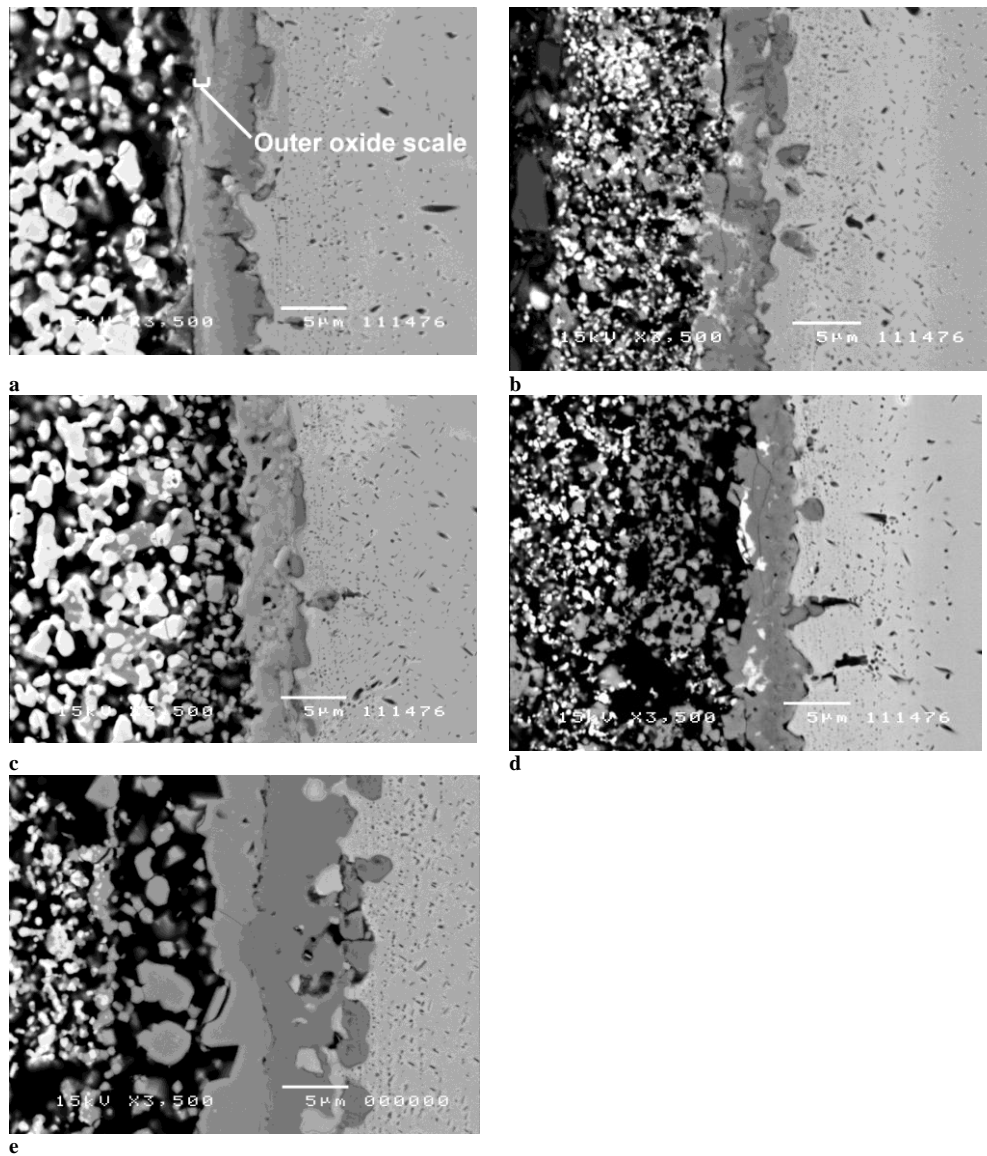 Outer oxide scale
15kV X3,500 5µm 111476
15kV X3,500 5µm 111476
a
b
15kV X3,500 5µm 111476
15kV X3,500 5µm 111476
c
d
15kV X3,500 5µm 000000
e